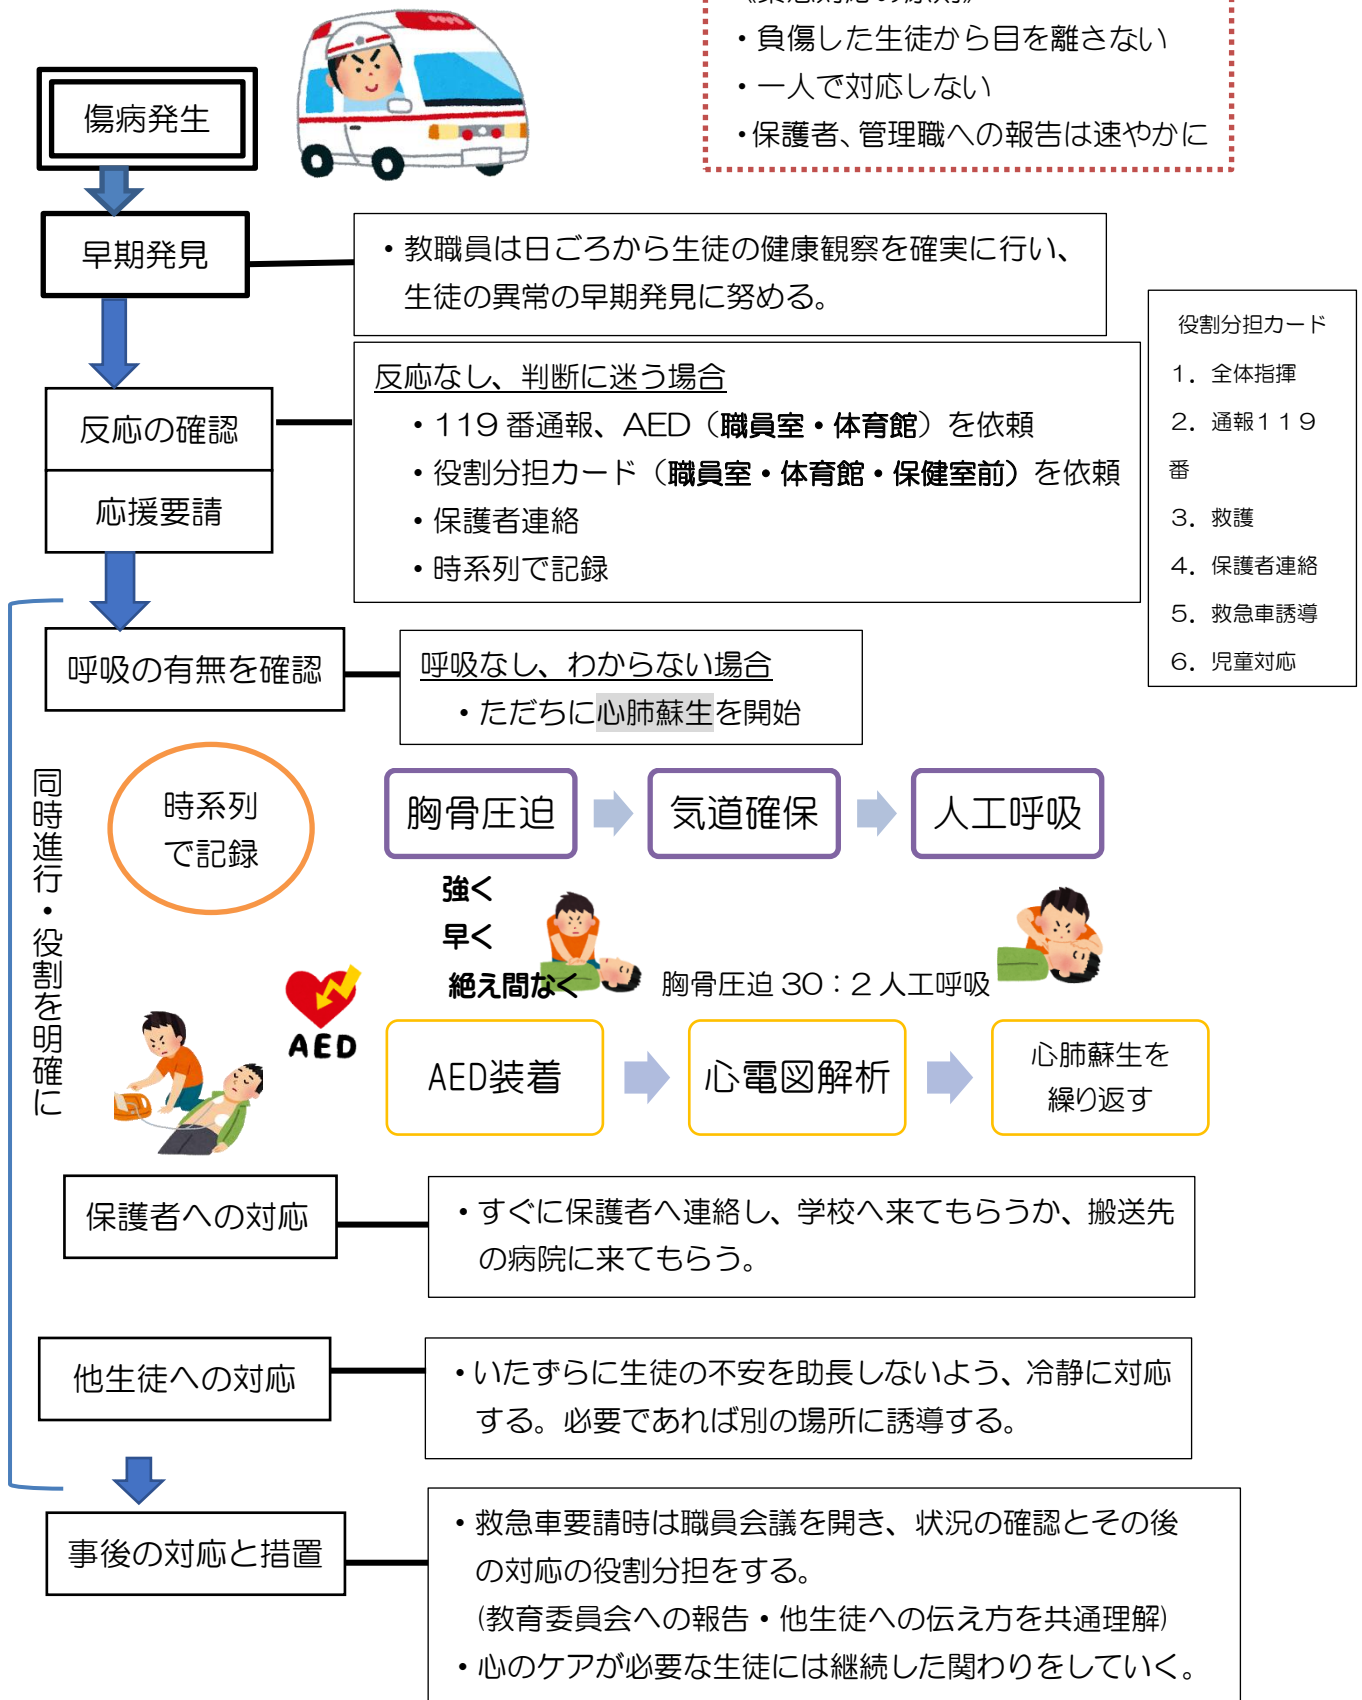 ・負傷した生徒から目を離さない
・一人で対応しない
・保護者、管理職への報告は速やかに
傷病発生
早期発見
・教職員は日ごろから生徒の健康観察を確実に行い、
生徒の異常の早期発見に努める。
反応の確認
応援要請
反応なし、判断に迷う場合
・119番通報、AED（職員室・体育館）を依頼
・役割分担カード（職員室・体育館・保健室前）を依頼
・保護者連絡
・時系列で記録
役割分担カード
1．全体指揮
2．通報119
番
3．救護
4．保護者連絡
5．救急車誘導
6．児童対応
呼吸の有無を確認
呼吸なし、わからない場合
・ただちに心肺蘇生を開始
同時進行・役割を明確に
時系列
で記録
胸骨圧迫
気道確保
人工呼吸
強く
早く
絶え間なく
胸骨圧迫 30：2 人工呼吸
AED
AED装着
心電図解析
心肺蘇生を
繰り返す
保護者への対応
・すぐに保護者へ連絡し、学校へ来てもらうか、搬送先
の病院に来てもらう。
他生徒への対応
・いたずらに生徒の不安を助長しないよう、冷静に対応
する。必要であれば別の場所に誘導する。
事後の対応と措置
・救急車要請時は職員会議を開き、状況の確認とその後
の対応の役割分担をする。
(教育委員会への報告・他生徒への伝え方を共通理解)
・心のケアが必要な生徒には継続した関わりをしていく。